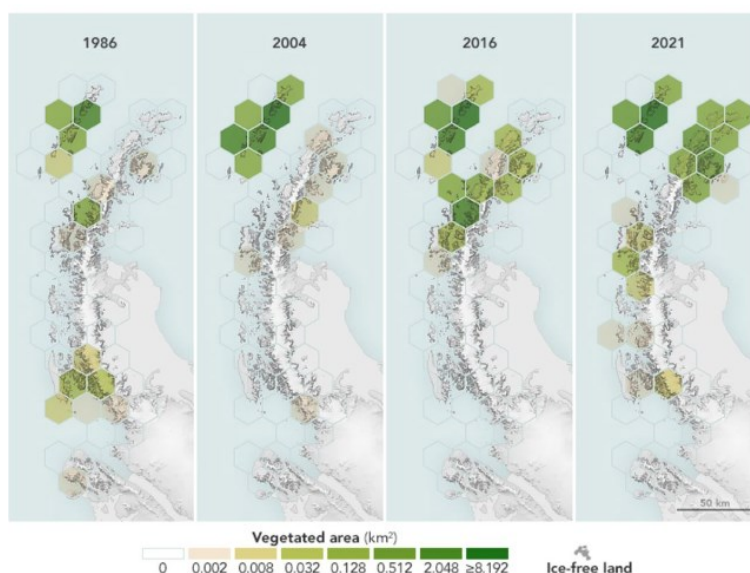 1986 2004 2016 2021
50 km
Vegetated area (km²)
0 0.002 0.008 0.032 0.128 0.512 2.048 ≥8.192
Ice-free land